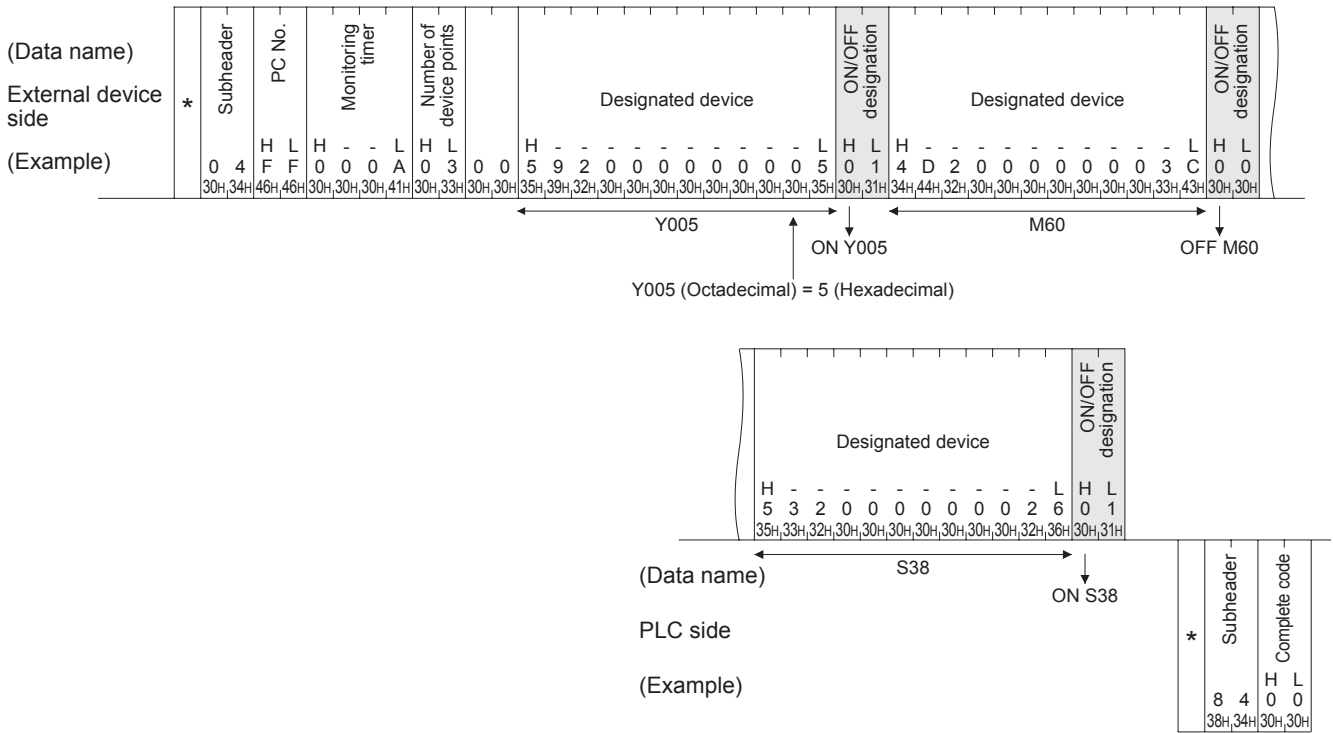 (Data name)
External device
side
(Example)
*
Subheader
0 4
30H,34H
PC No.
H L
F F
46H,46H
Monitoring
timer
H - - L
0 0 0 A
30H,30H,30H,41H
Number of
device points
H L
0 3
30H,33H
0 0
30H,30H
Designated device
H - - - - - - - - - - L
5 9 2 0 0 0 0 0 0 0 0 5
35H,39H,32H,30H,30H,30H,30H,30H,30H,30H,30H,35H
ON/OFF
designation
H L
0 1
30H,31H
Designated device
H - - - - - - - - - - L
4 D 2 0 0 0 0 0 0 0 3 C
34H,44H,32H,30H,30H,30H,30H,30H,30H,30H,33H,43H
ON/OFF
designation
H L
0 0
30H,30H
Y005
ON Y005
M60
OFF M60
Y005 (Octadecimal) = 5 (Hexadecimal)
Designated device
H - - - - - - - - - - L
5 3 2 0 0 0 0 0 0 0 2 6
35H,33H,32H,30H,30H,30H,30H,30H,30H,30H,32H,36H
ON/OFF
designation
H L
0 1
30H,31H
S38
ON S38
(Data name)
PLC side
(Example)
*
Subheader
8 4
38H,34H
Complete code
H L
0 0
30H,30H